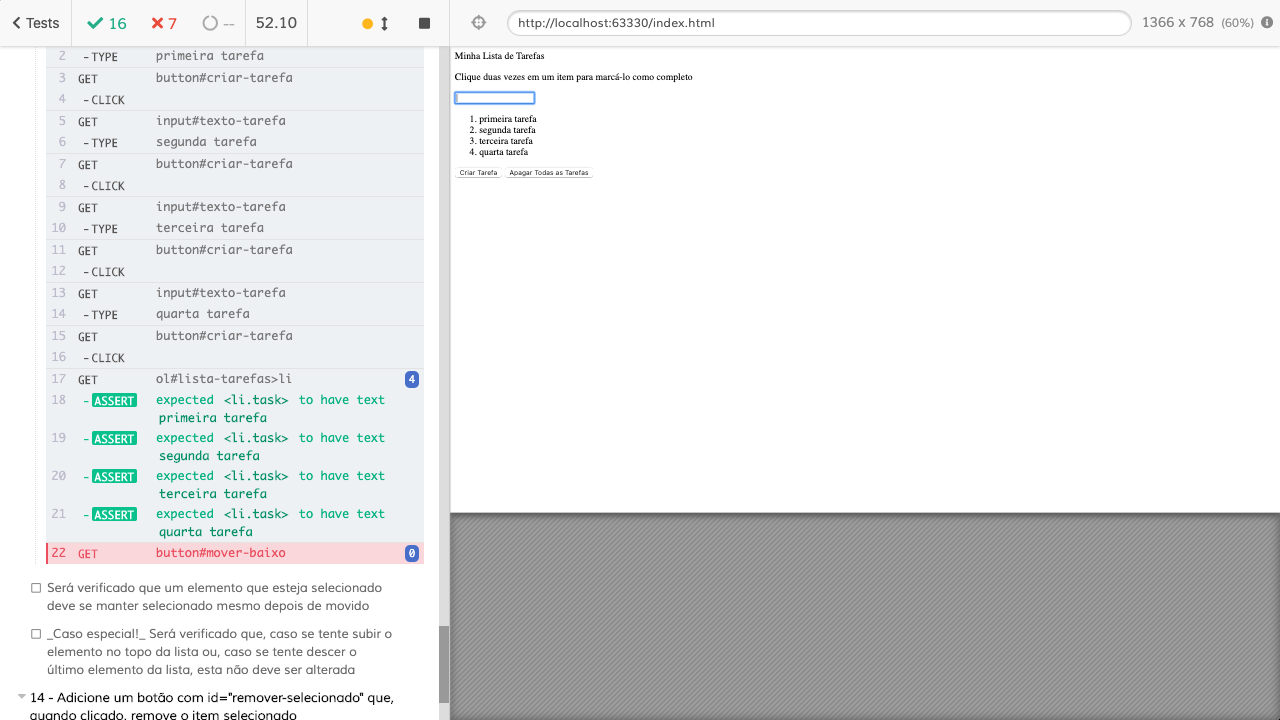 Tests
16
7
--
52.10
http://localhost:63330/index.html
1366 x 768 (60%)
2 - TYPE primeira tarefa
3 GET button#criar-tarefa
4 - CLICK
5 GET input#texto-tarefa
6 - TYPE segunda tarefa
7 GET button#criar-tarefa
8 - CLICK
9 GET input#texto-tarefa
10 - TYPE terceira tarefa
11 GET button#criar-tarefa
12 - CLICK
13 GET input#texto-tarefa
14 - TYPE quarta tarefa
15 GET button#criar-tarefa
16 - CLICK
17 GET ol#lista-tarefas>li 4
18 - ASSERT expected <li.task> to have text
primeira tarefa
19 - ASSERT expected <li.task> to have text
segunda tarefa
20 - ASSERT expected <li.task> to have text
terceira tarefa
21 - ASSERT expected <li.task> to have text
quarta tarefa
22 GET button#mover-baixo 0
Será verificado que um elemento que esteja selecionado
deve se manter selecionado mesmo depois de movido
_Caso especial!_ Será verificado que, caso se tente subir o
elemento no topo da lista ou, caso se tente descer o
último elemento da lista, esta não deve ser alterada
14 - Adicione um botão com id="remover-selecionado" que,
quando clicado, remove o item selecionado
Minha Lista de Tarefas
Clique duas vezes em um item para marcá-lo como completo
1. primeira tarefa
2. segunda tarefa
3. terceira tarefa
4. quarta tarefa
Criar Tarefa
Apagar Todas as Tarefas